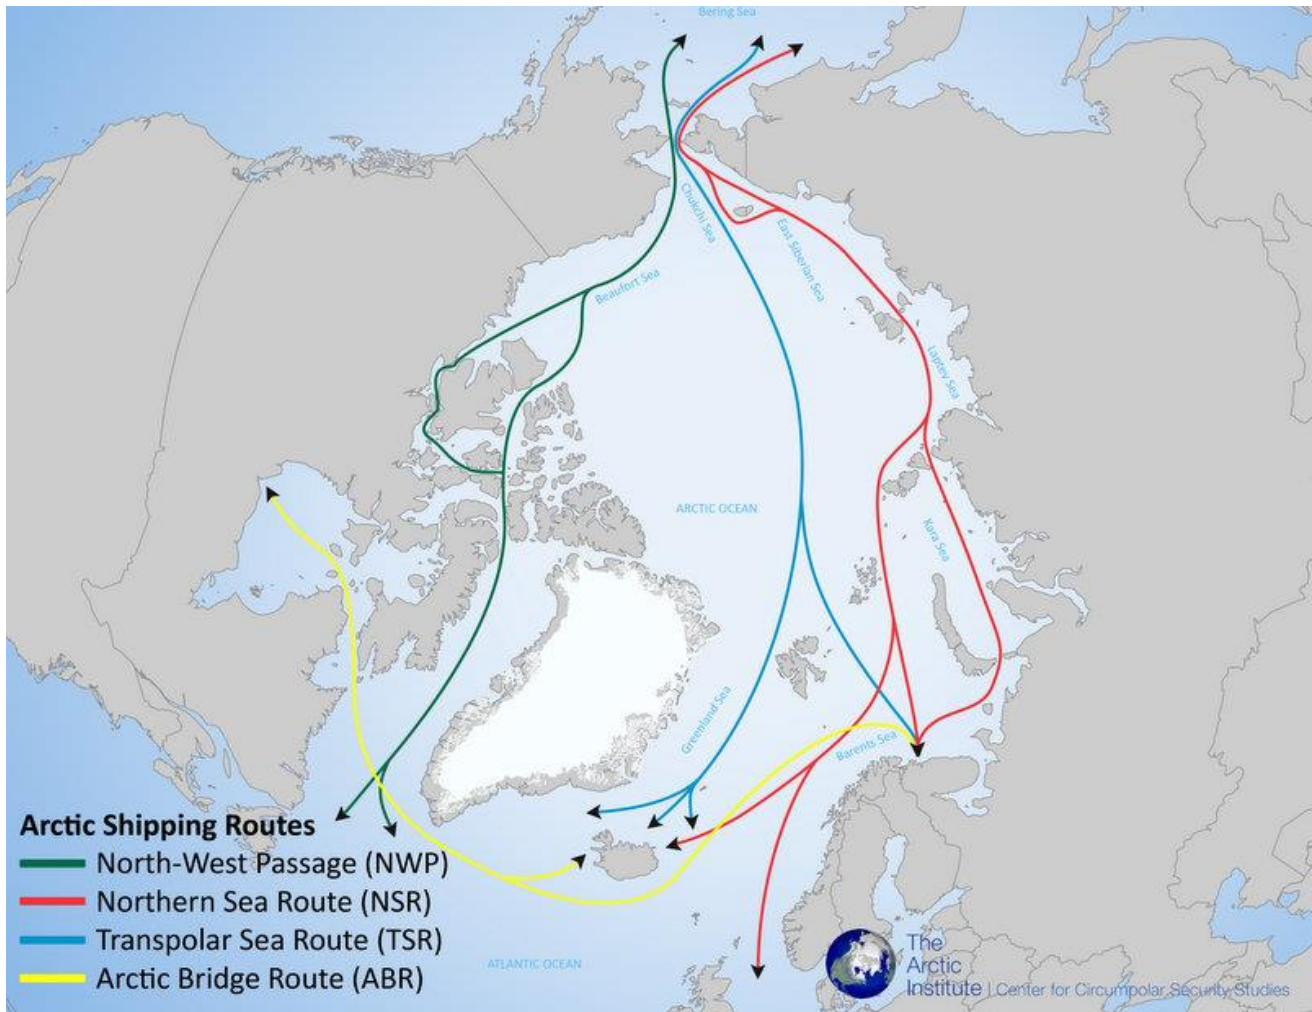 Bering Sea
Chukchi Sea
East Siberian Sea
Beaufort Sea
Laptev Sea
ARCTIC OCEAN
Kara Sea
Greenland Sea
Barents Sea
Arctic Shipping Routes
North-West Passage (NWP)
Northern Sea Route (NSR)
Transpolar Sea Route (TSR)
Arctic Bridge Route (ABR)
ATLANTIC OCEAN
The
Arctic
Institute | Center for Circumpolar Security Studies